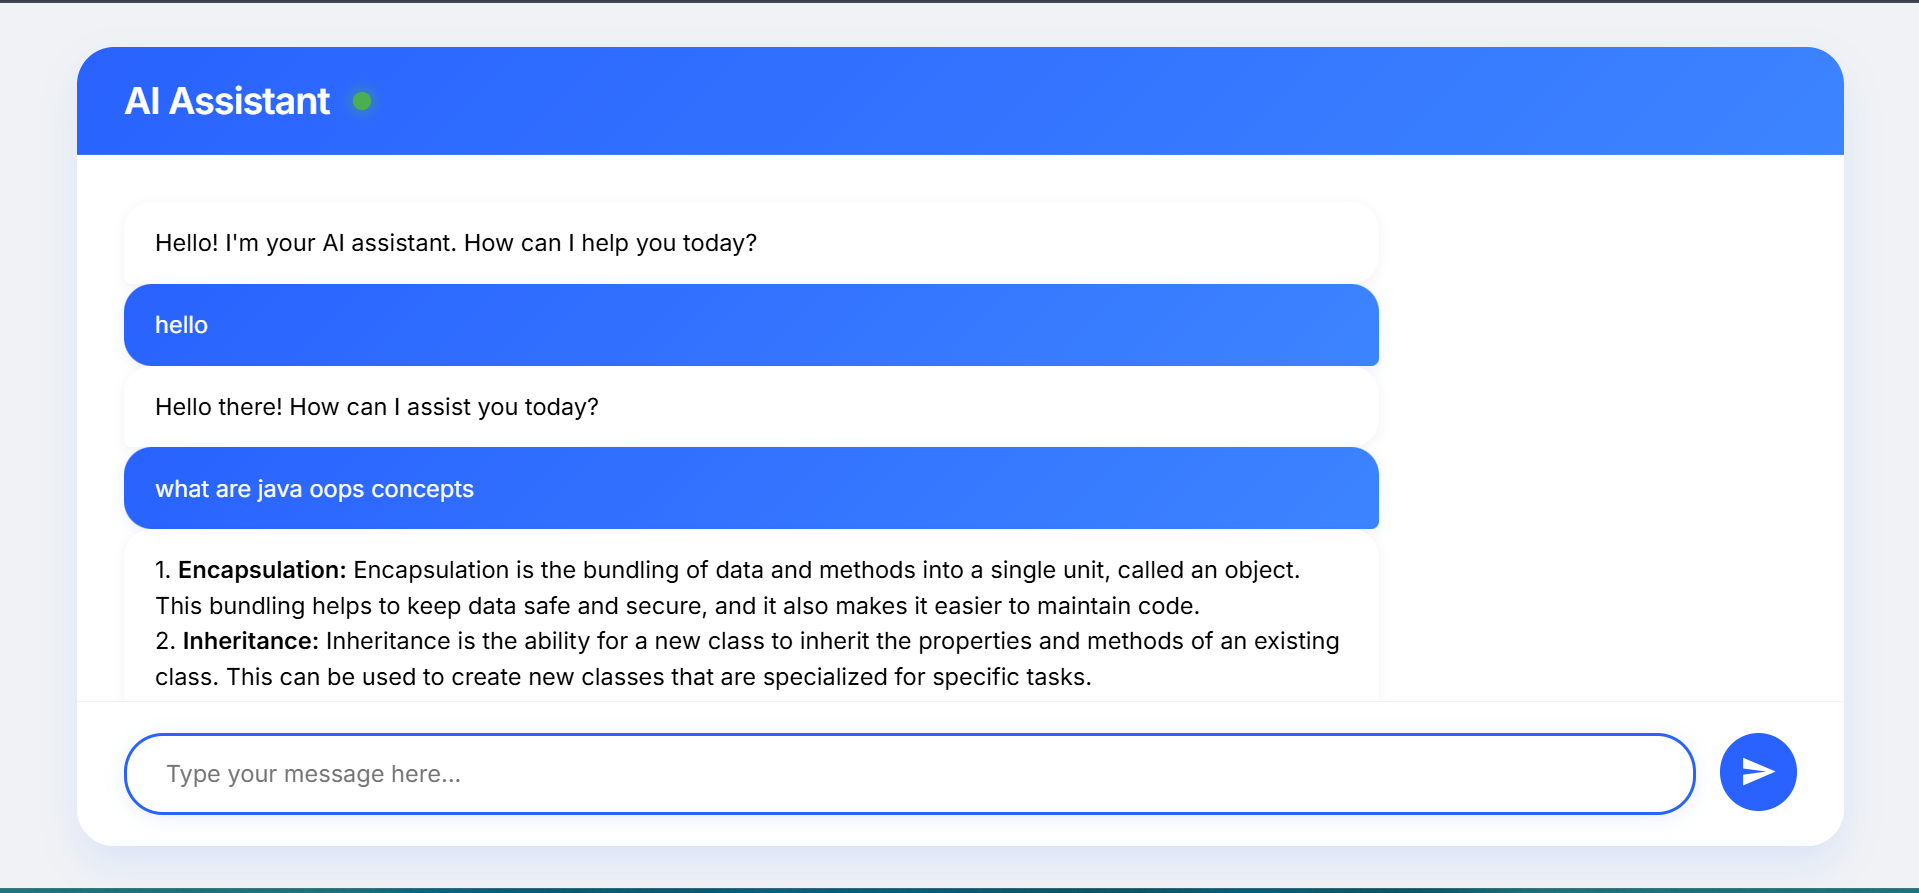 AI Assistant
Hello! I'm your AI assistant. How can I help you today?
hello
Hello there! How can I assist you today?
what are java oops concepts
1. Encapsulation: Encapsulation is the bundling of data and methods into a single unit, called an object.
This bundling helps to keep data safe and secure, and it also makes it easier to maintain code.
2. Inheritance: Inheritance is the ability for a new class to inherit the properties and methods of an existing
class. This can be used to create new classes that are specialized for specific tasks.
Type your message here...